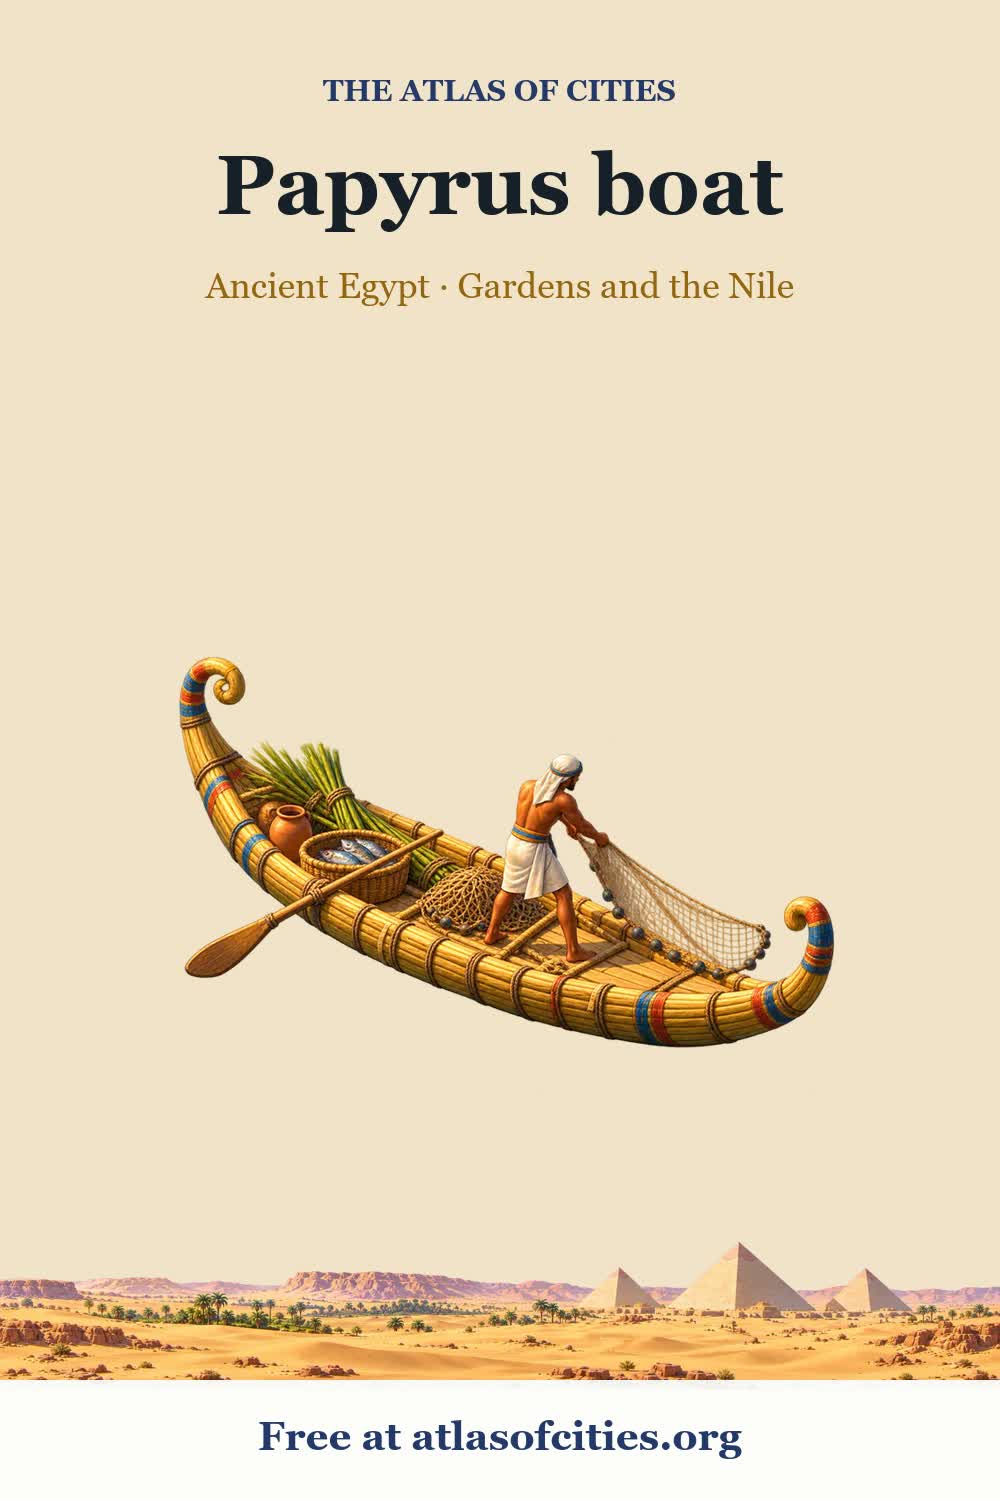 THE ATLAS OF CITIES
Papyrus boat
Ancient Egypt · Gardens and the Nile
Free at atlasofcities.org